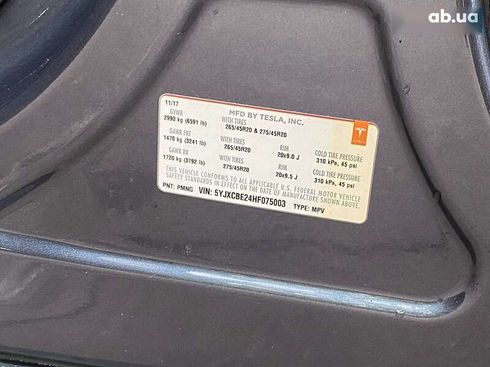 ab.ua
11/17
MFD BY TESLA, INC.
GVWR
2990 kg (6591 lb)
WITH TIRES
265/45R20 & 275/45R20
GAWR FRT
1470 kg (3241 lb)
WITH TIRES
265/45R20
RIM
20x9.0 J
COLD TIRE PRESSURE
310 kPa, 45 psi
GAWR RR
1720 kg (3792 lb)
WITH TIRES
275/45R20
RIM
20x9.5 J
COLD TIRE PRESSURE
310 kPa, 45 psi
THIS VEHICLE CONFORMS TO ALL APPLICABLE U.S. FEDERAL MOTOR VEHICLE
SAFETY STANDARDS IN EFFECT ON THE DATE OF MANUFACTURE SHOWN ABOVE.
PNT: PMNG VIN: 5YJXCBE24HF075003 TYPE: MPV